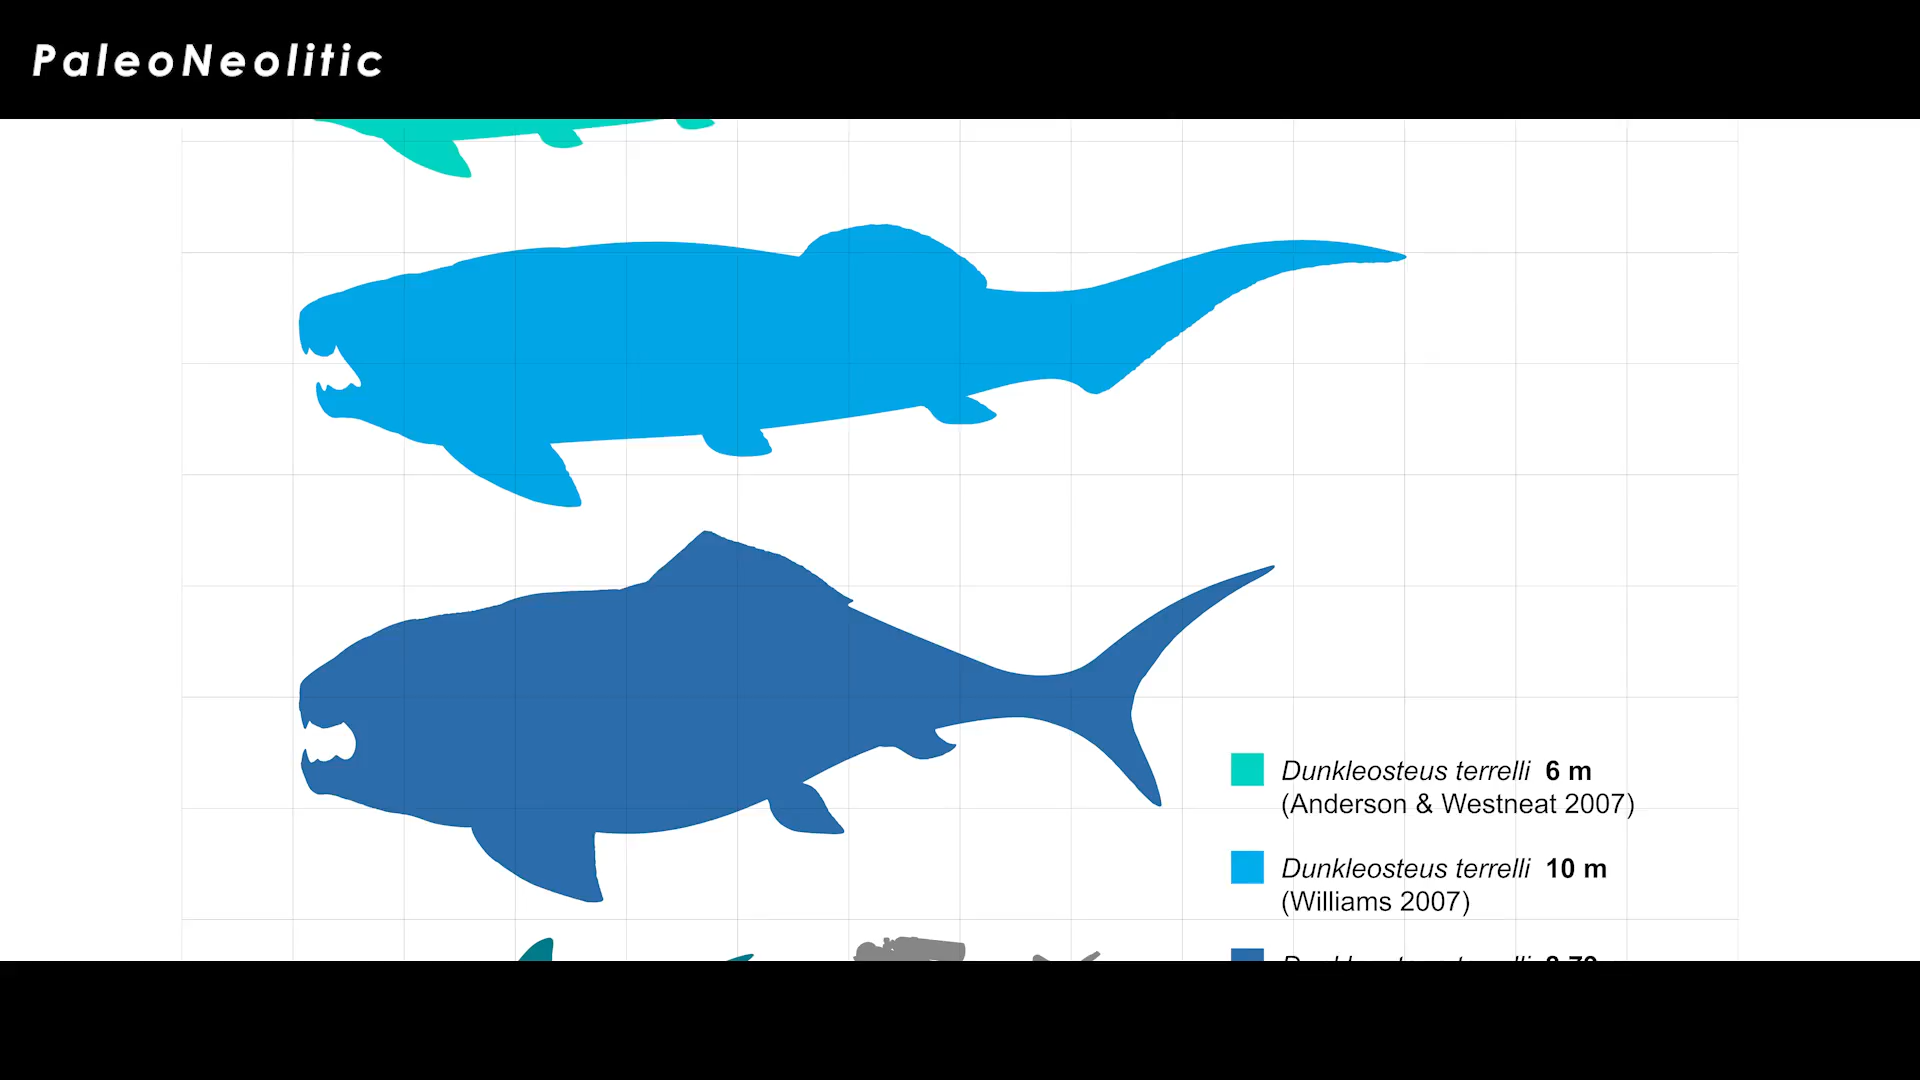 PaleoNeolitic
Dunkleosteus terrelli 6 m
(Anderson & Westneat 2007)
Dunkleosteus terrelli 10 m
(Williams 2007)